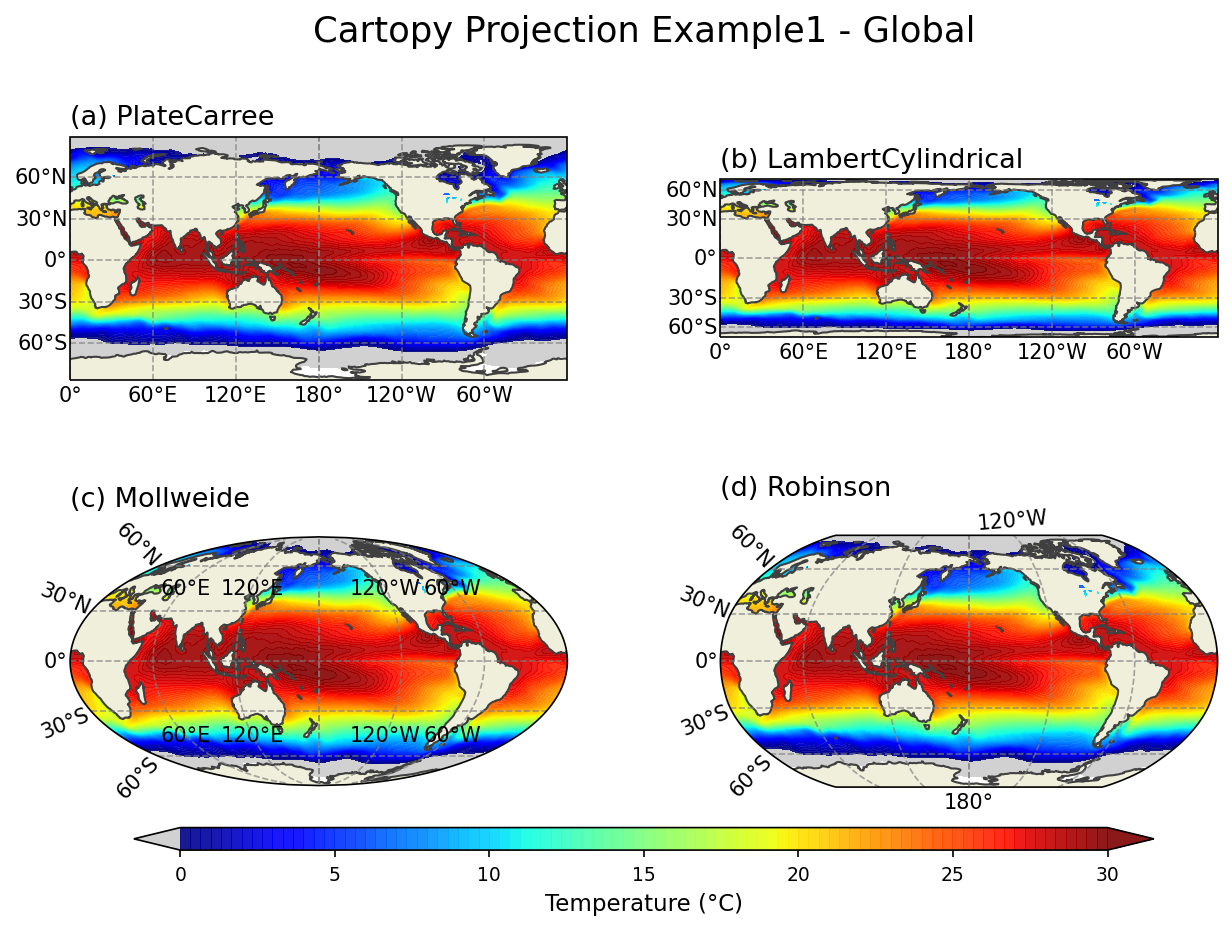 Cartopy Projection Example1 - Global
(a) PlateCarree
60°N
30°N
0°
30°S
60°S
0° 60°E 120°E 180° 120°W 60°W
(b) LambertCylindrical
60°N
30°N
0°
30°S
60°S
0° 60°E 120°E 180° 120°W 60°W
(c) Mollweide
60°N
60°E 120°E 120°W 60°W
30°N
0°
30°S
60°E 120°E 120°W 60°W
60°S
(d) Robinson
120°W
60°N
30°N
0°
30°S
60°S
180°
0 5 10 15 20 25 30
Temperature (°C)